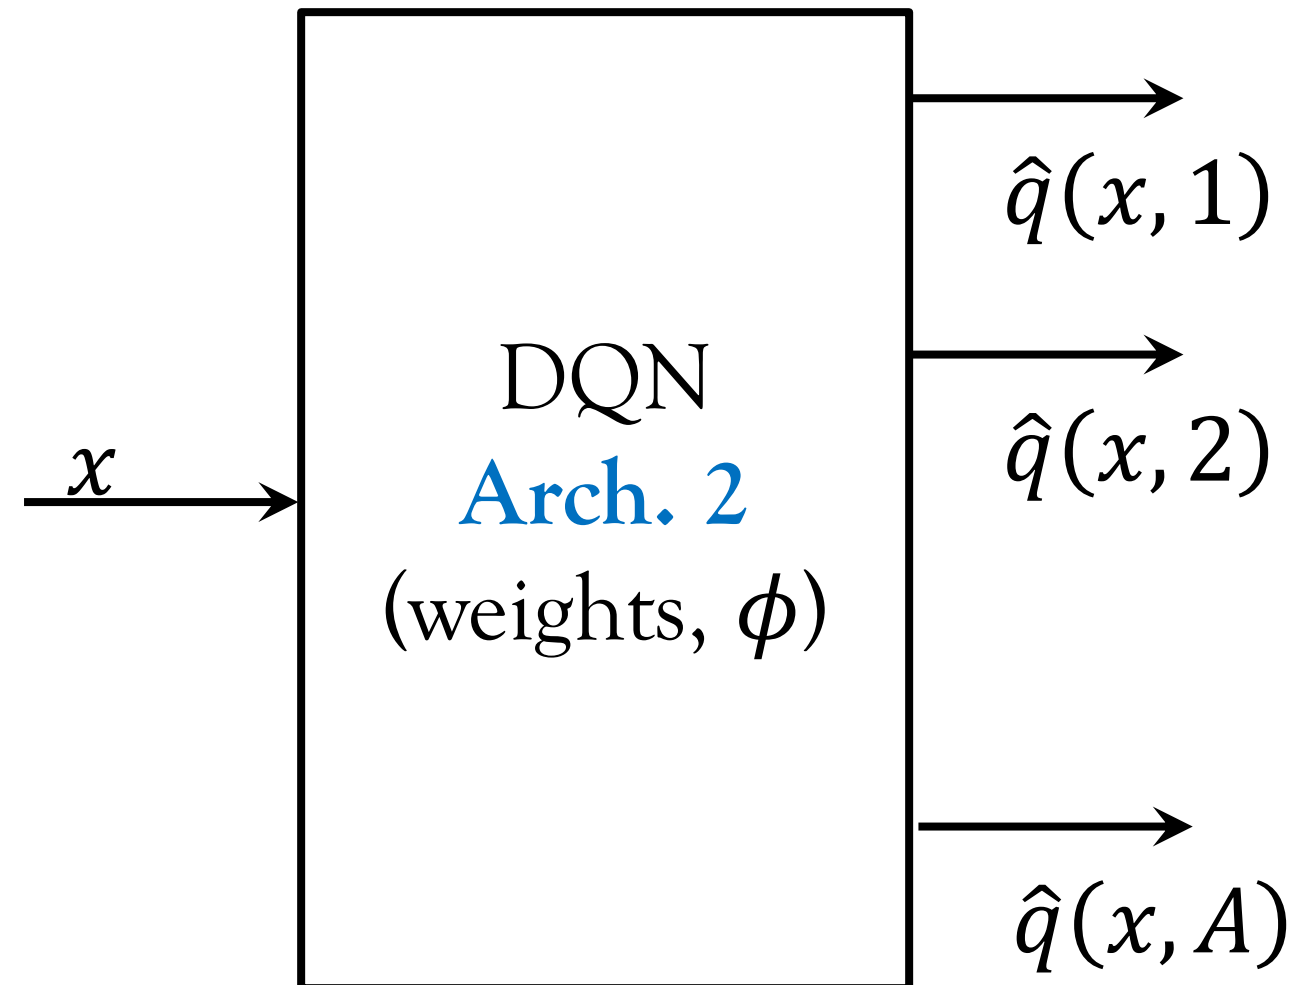 q̂(x, 1)
DQN
q̂(x, 2)
x
Arch. 2
(weights, ϕ)
q̂(x, A)